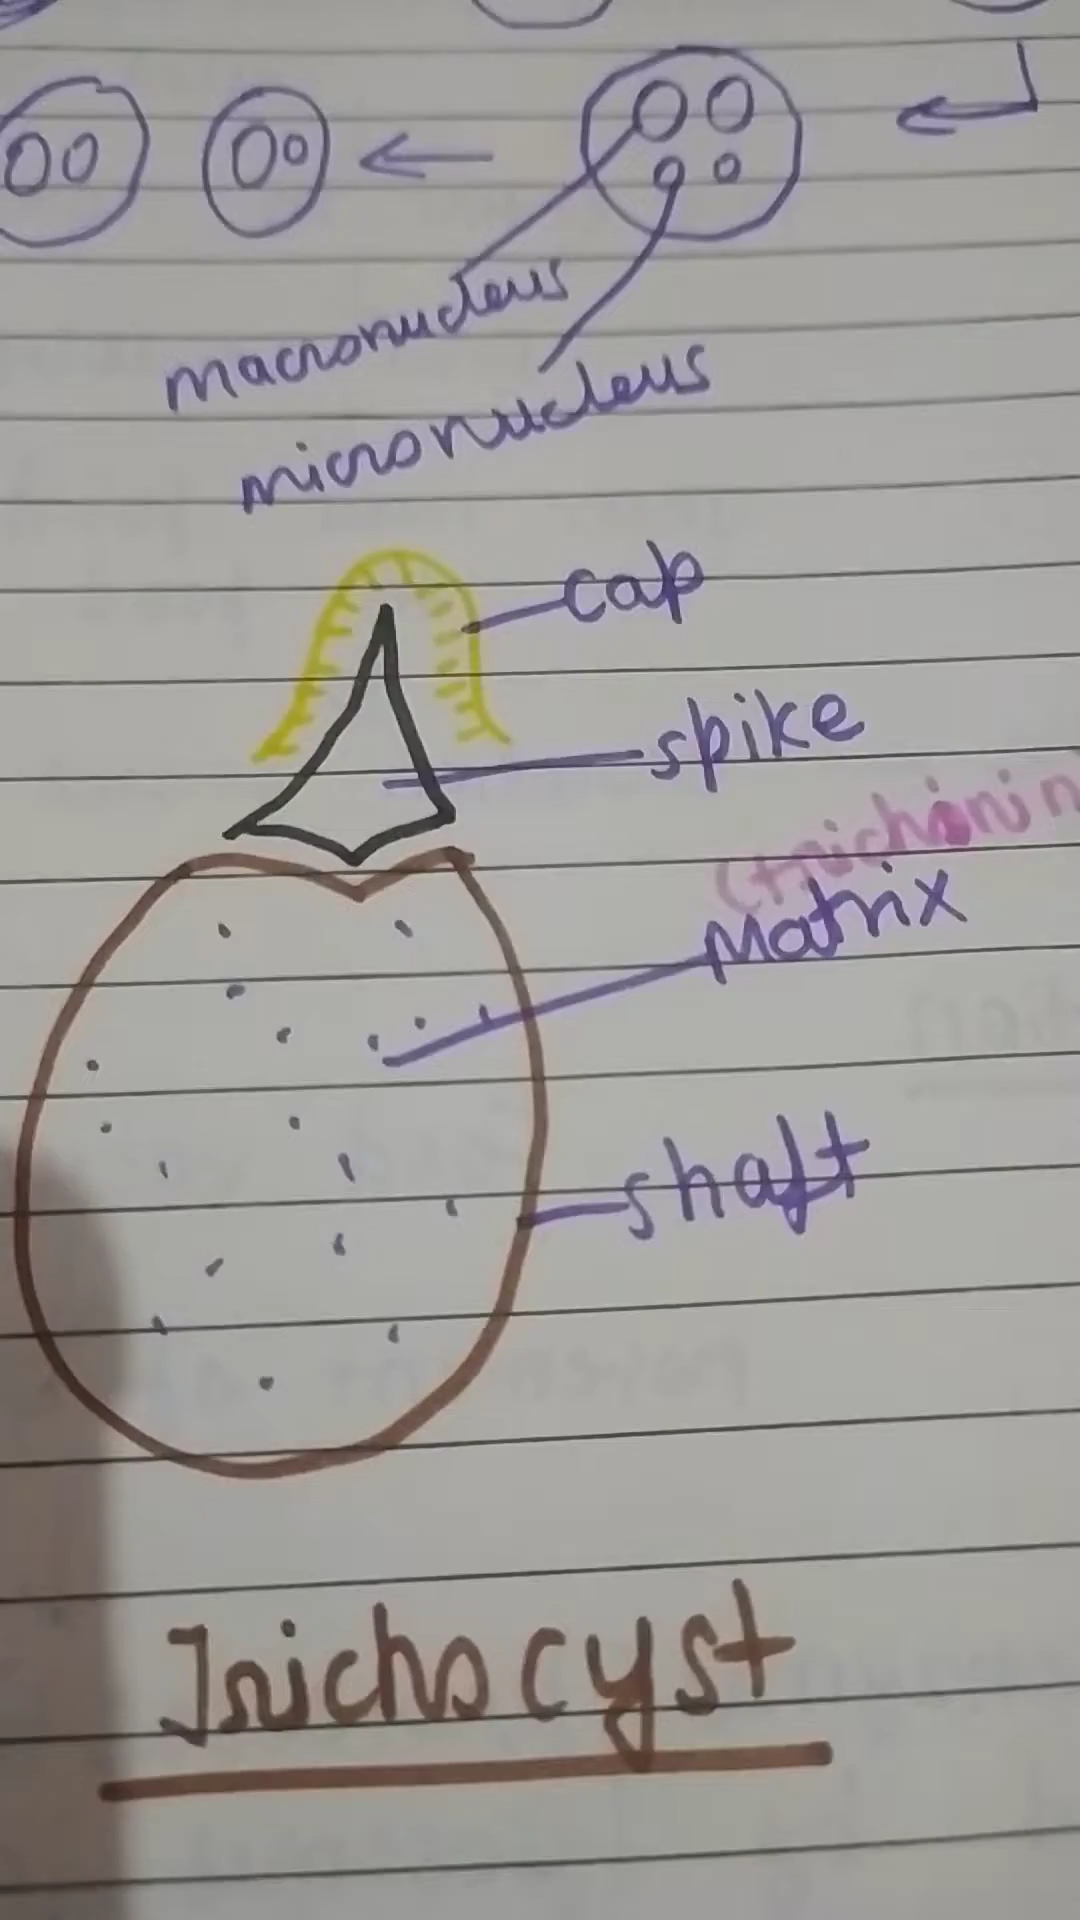 macronucleus
micronucleus
cap
spike
(trichinin
Matrix
shaft
Trichocyst